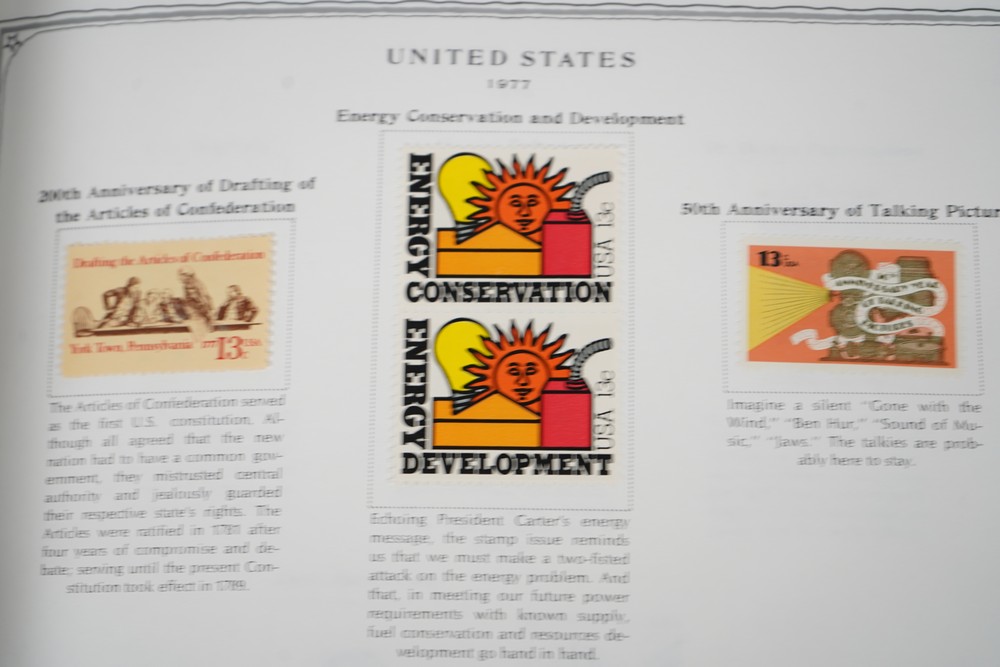 UNITED STATES
1977
Energy Conservation and Development
200th Anniversary of Drafting of
the Articles of Confederation
Drafting the Articles of Confederation
York Town, Pennsylvania 1777 13c USA
The Articles of Confederation served
as the first U.S. constitution. Al-
though all agreed that the new
nation had to have a common gov-
ernment, they mistrusted central
authority and jealously guarded
their respective state's rights. The
Articles were ratified in 1781 after
four years of compromise and de-
bate; serving until the present Con-
stitution took effect in 1789.
ENERGY
CONSERVATION
USA 13c
ENERGY
DEVELOPMENT
USA 13c
Echoing President Carter's energy
message, the stamp issue reminds
us that we must make a two-fisted
attack on the energy problem. And
that, in meeting our future power
requirements with known supply,
fuel conservation and resources de-
velopment go hand in hand.
50th Anniversary of Talking Pictur
13c USA
ANNIVERSARY YEAR
OF TALKING
PICTURES
Imagine a silent "Gone with the
Wind," "Ben Hur," "Sound of Mu-
sic," "Jaws." The talkies are prob-
ably here to stay.